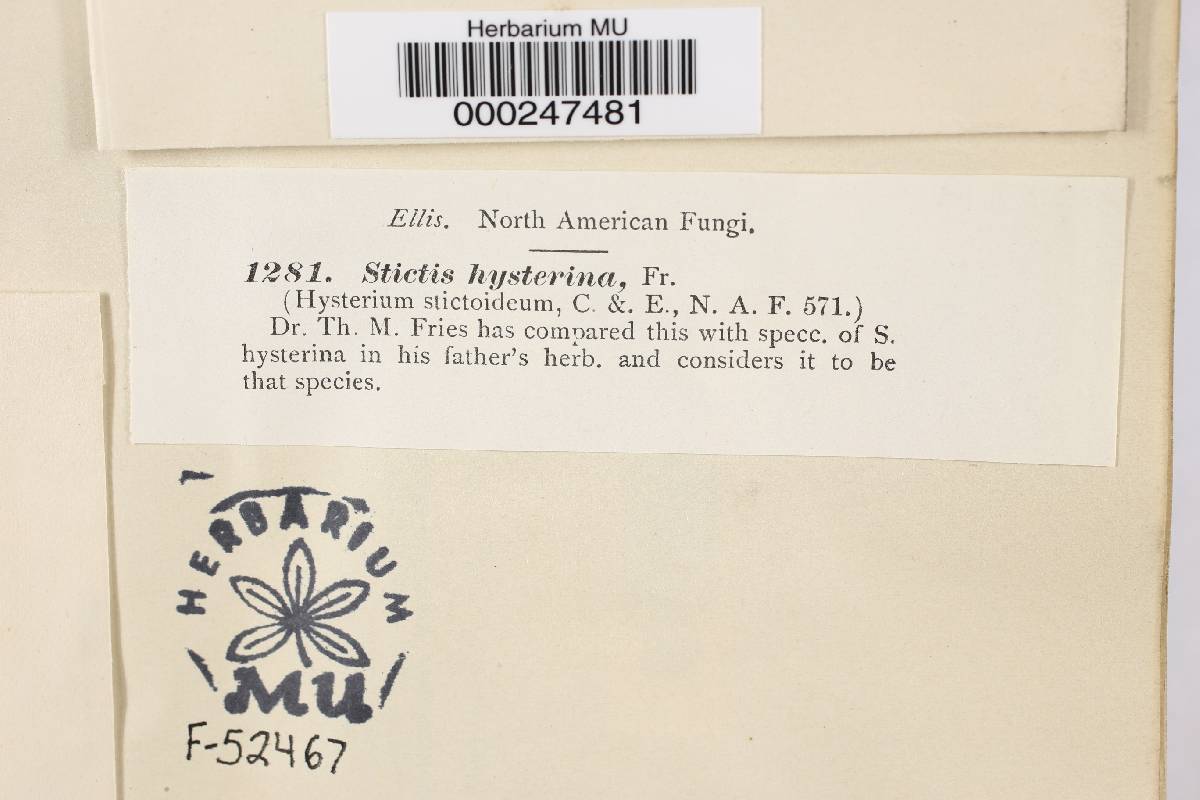 Herbarium MU
000247481
Ellis. North American Fungi.
1281. Stictis hysterina, Fr.
(Hysterium stictoideum, C. &. E., N. A. F. 571.)
Dr. Th. M. Fries has compared this with specc. of S.
hysterina in his father's herb. and considers it to be
that species.
HERBARIUM
MU
F-52467